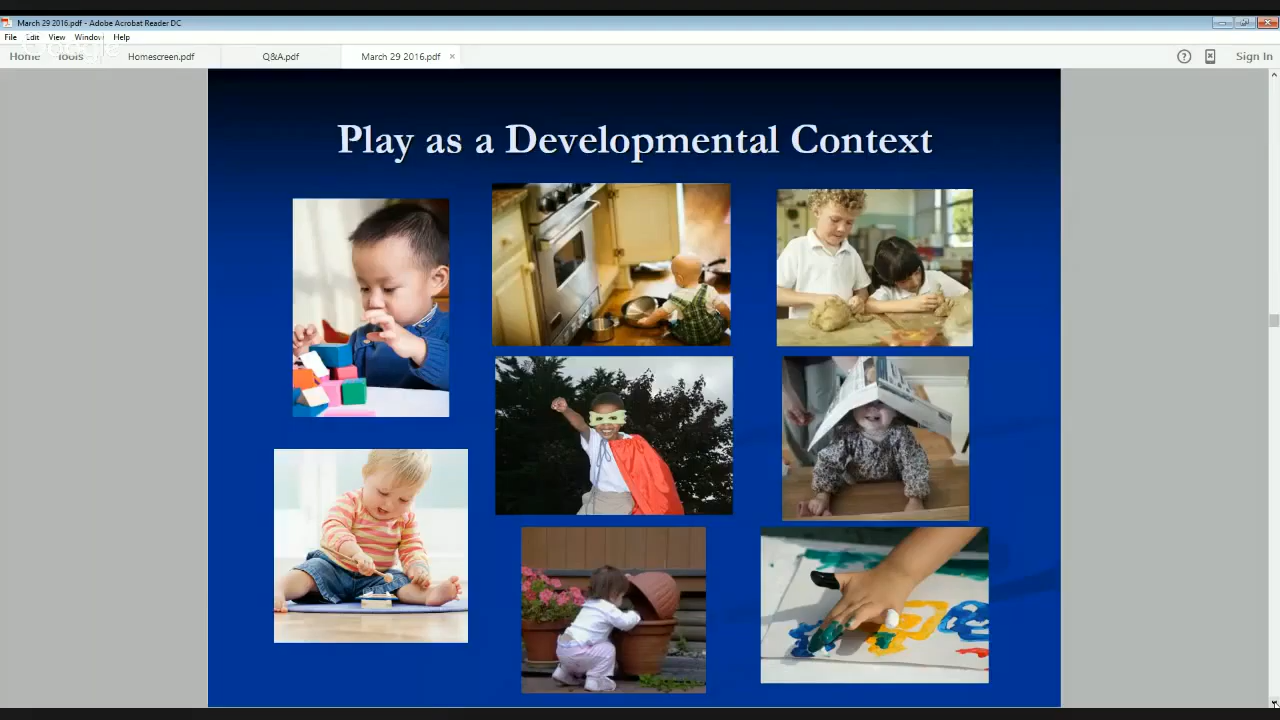 March 29 2016.pdf - Adobe Acrobat Reader DC
File Edit View Window Help
Google
Home Tools Homescreen.pdf Q&A.pdf March 29 2016.pdf × Sign In
Play as a Developmental Context